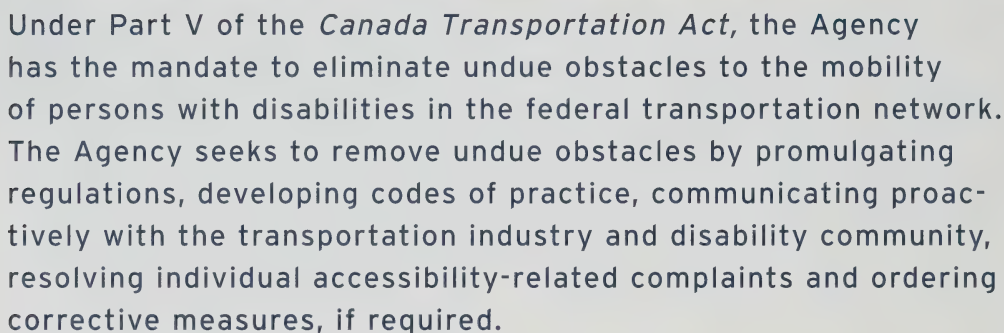 Under Part V of the Canada Transportation Act, the Agency
has the mandate to eliminate undue obstacles to the mobility
of persons with disabilities in the federal transportation network.
The Agency seeks to remove undue obstacles by promulgating
regulations, developing codes of practice, communicating proac-
tively with the transportation industry and disability community,
resolving individual accessibility-related complaints and ordering
corrective measures, if required.